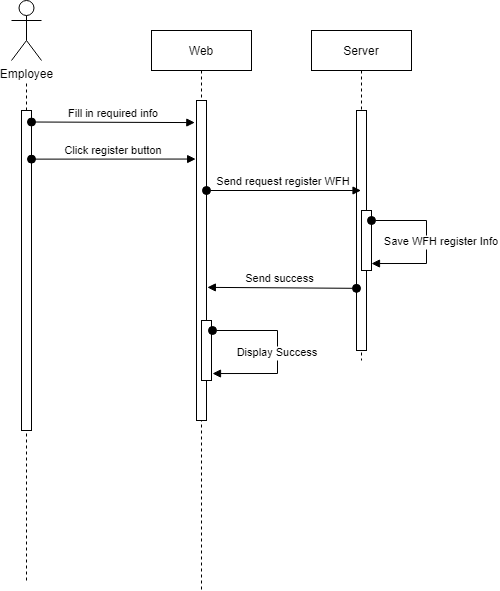 Web
Server
Employee
Fill in required info
Click register button
Send request register WFH
Save WFH register Info
Send success
Display Success